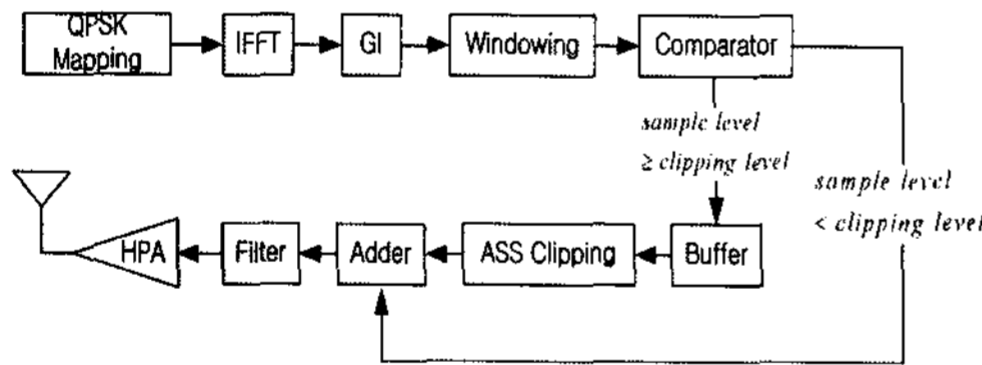 QPSK
Mapping
IFFT
GI
Windowing
Comparator
sample level
≥ clipping level
sample level
< clipping level
HPA
Filter
Adder
ASS Clipping
Buffer